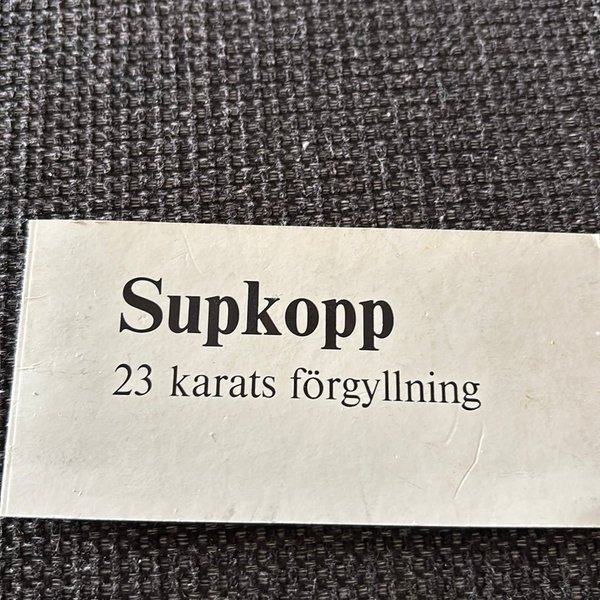 Supkopp
23 karats förgyllning